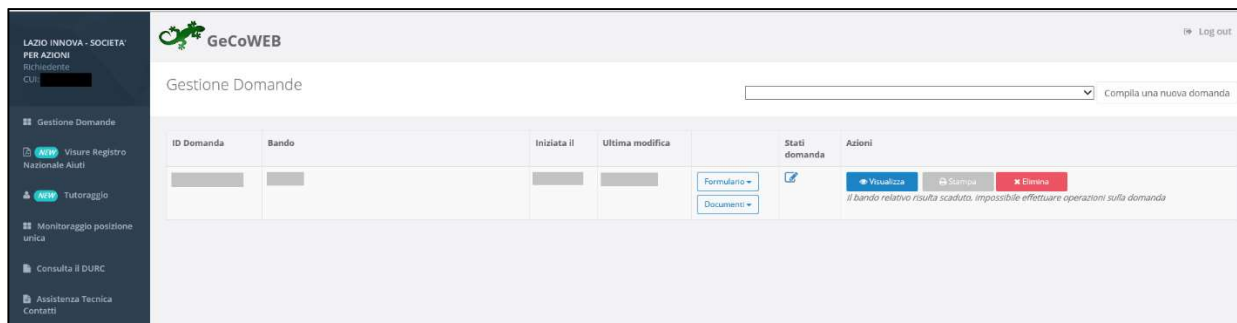 LAZIO INNOVA - SOCIETA'
PER AZIONI
Richiedente
CUI:
Gestione Domande
NEW Visure Registro
Nazionale Aiuti
NEW Tutoraggio
Monitoraggio posizione
unica
Consulta il DURC
Assistenza Tecnica
Contatti
GeCoWEB
Log out
Gestione Domande
Compila una nuova domanda
ID Domanda Bando Iniziata il Ultima modifica Stati
domanda Azioni
Formulario Visualizza Stampa Elimina
Documenti Il bando relativo risulta scaduto, impossibile effettuare operazioni sulla domanda